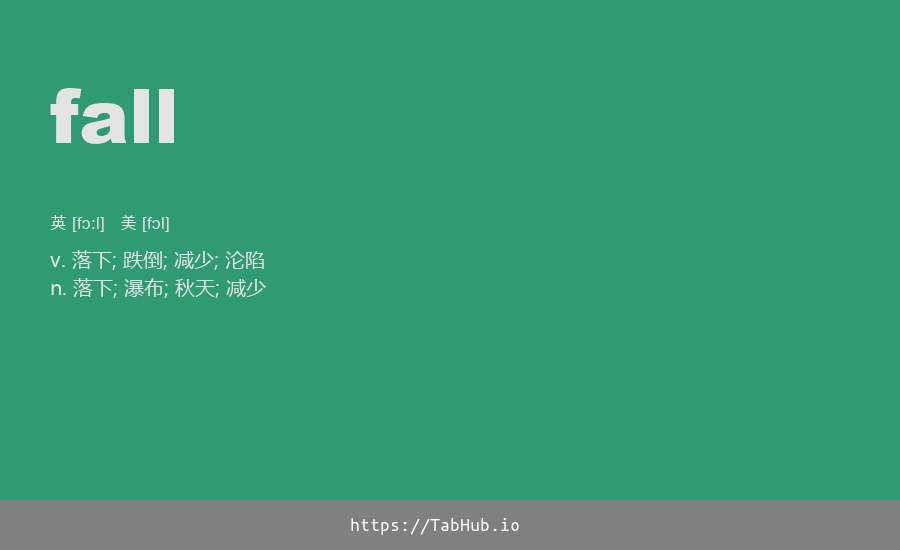 fall
英 [fɔ:l] 美 [fɔl]
v. 落下; 跌倒; 减少; 沦陷
n. 落下; 瀑布; 秋天; 减少
https://TabHub.io